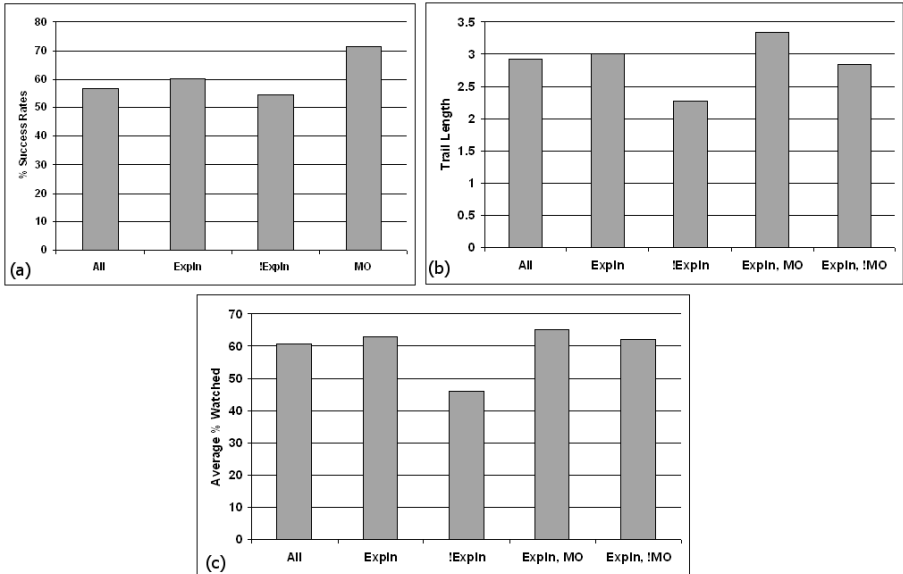 80
70
60
50
40
30
20
10
0
% Success Rates
All Expln !Expln MO
(a)
3.5
3
2.5
2
1.5
1
0.5
0
Trail Length
All Expln !Expln Expln, MO Expln, !MO
(b)
70
60
50
40
30
20
10
0
Average % Watched
All Expln !Expln Expln, MO Expln, !MO
(c)